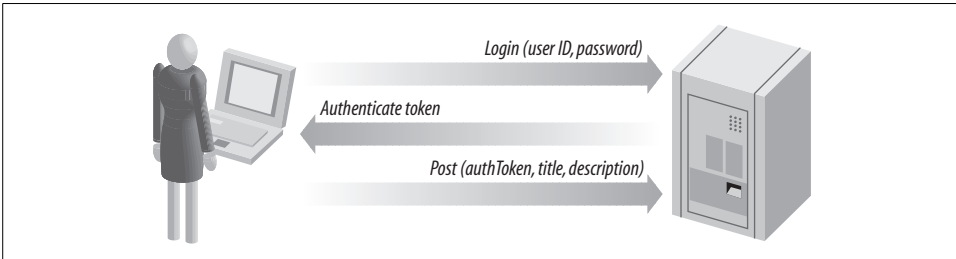 Login (user ID, password)
Authenticate token
Post (authToken, title, description)